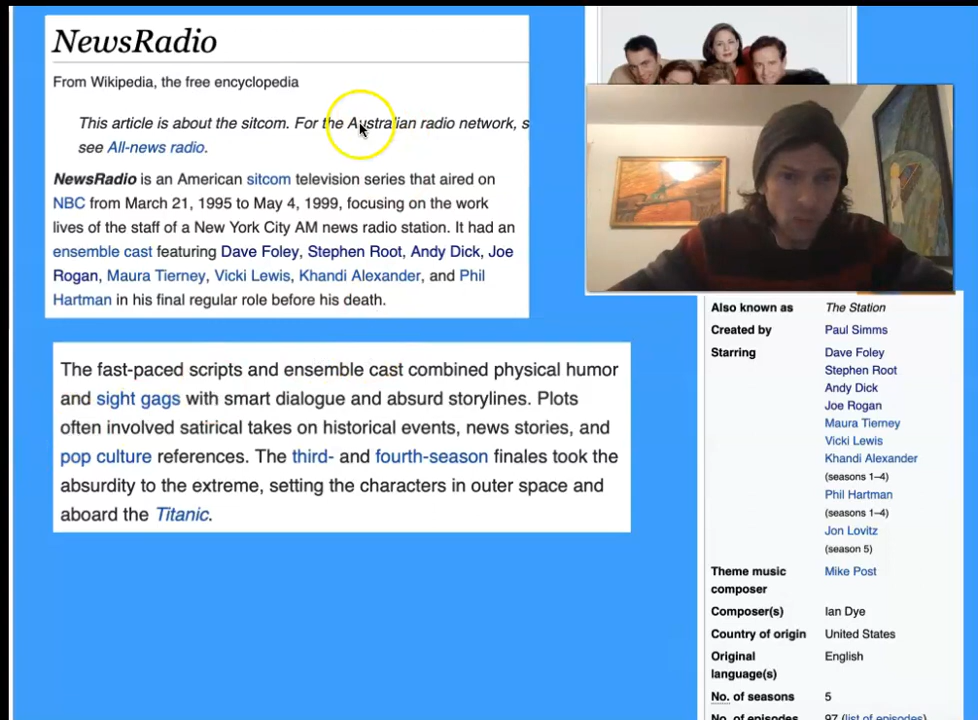 NewsRadio
From Wikipedia, the free encyclopedia
This article is about the sitcom. For the Australian radio network, s
see All-news radio.
NewsRadio is an American sitcom television series that aired on
NBC from March 21, 1995 to May 4, 1999, focusing on the work
lives of the staff of a New York City AM news radio station. It had an
ensemble cast featuring Dave Foley, Stephen Root, Andy Dick, Joe
Rogan, Maura Tierney, Vicki Lewis, Khandi Alexander, and Phil
Hartman in his final regular role before his death.
The fast-paced scripts and ensemble cast combined physical humor
and sight gags with smart dialogue and absurd storylines. Plots
often involved satirical takes on historical events, news stories, and
pop culture references. The third- and fourth-season finales took the
absurdity to the extreme, setting the characters in outer space and
aboard the Titanic.
Also known as The Station
Created by Paul Simms
Starring Dave Foley
Stephen Root
Andy Dick
Joe Rogan
Maura Tierney
Vicki Lewis
Khandi Alexander
(seasons 1–4)
Phil Hartman
(seasons 1–4)
Jon Lovitz
(season 5)
Theme music Mike Post
composer
Composer(s) Ian Dye
Country of origin United States
Original English
language(s)
No. of seasons 5
No. of episodes 97 (list of episodes)